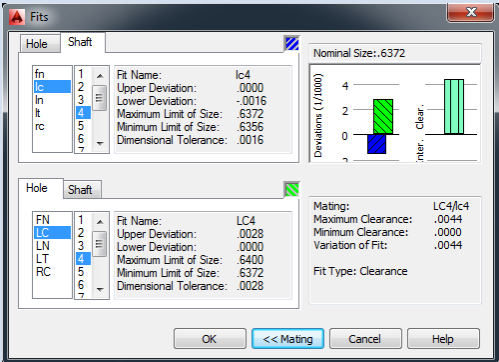 Fits
Hole Shaft
fn
lc
ln
lt
rc
1
2
3
4
5
6
7
Fit Name: lc4
Upper Deviation: .0000
Lower Deviation: -.0016
Maximum Limit of Size: .6372
Minimum Limit of Size: .6356
Dimensional Tolerance: .0016
Nominal Size:.6372
Deviations (1/1000)
4
2
0
Clear.
Inter.
Hole Shaft
FN
LC
LN
LT
RC
1
2
3
4
5
6
7
Fit Name: LC4
Upper Deviation: .0028
Lower Deviation: .0000
Maximum Limit of Size: .6400
Minimum Limit of Size: .6372
Dimensional Tolerance: .0028
Mating: LC4/lc4
Maximum Clearance: .0044
Minimum Clearance: .0000
Variation of Fit: .0044
Fit Type: Clearance
OK << Mating Cancel Help